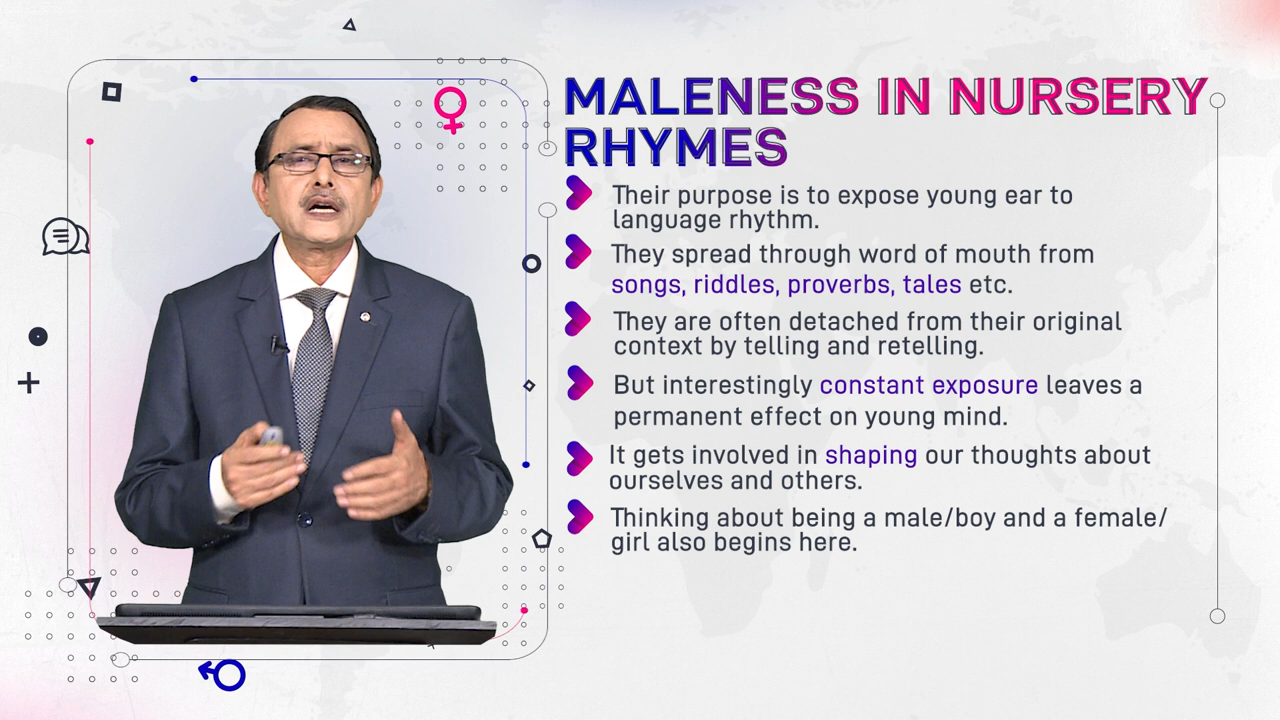 MALENESS IN NURSERY
RHYMES
Their purpose is to expose young ear to
language rhythm.
They spread through word of mouth from
songs, riddles, proverbs, tales etc.
They are often detached from their original
context by telling and retelling.
But interestingly constant exposure leaves a
permanent effect on young mind.
It gets involved in shaping our thoughts about
ourselves and others.
Thinking about being a male/boy and a female/
girl also begins here.